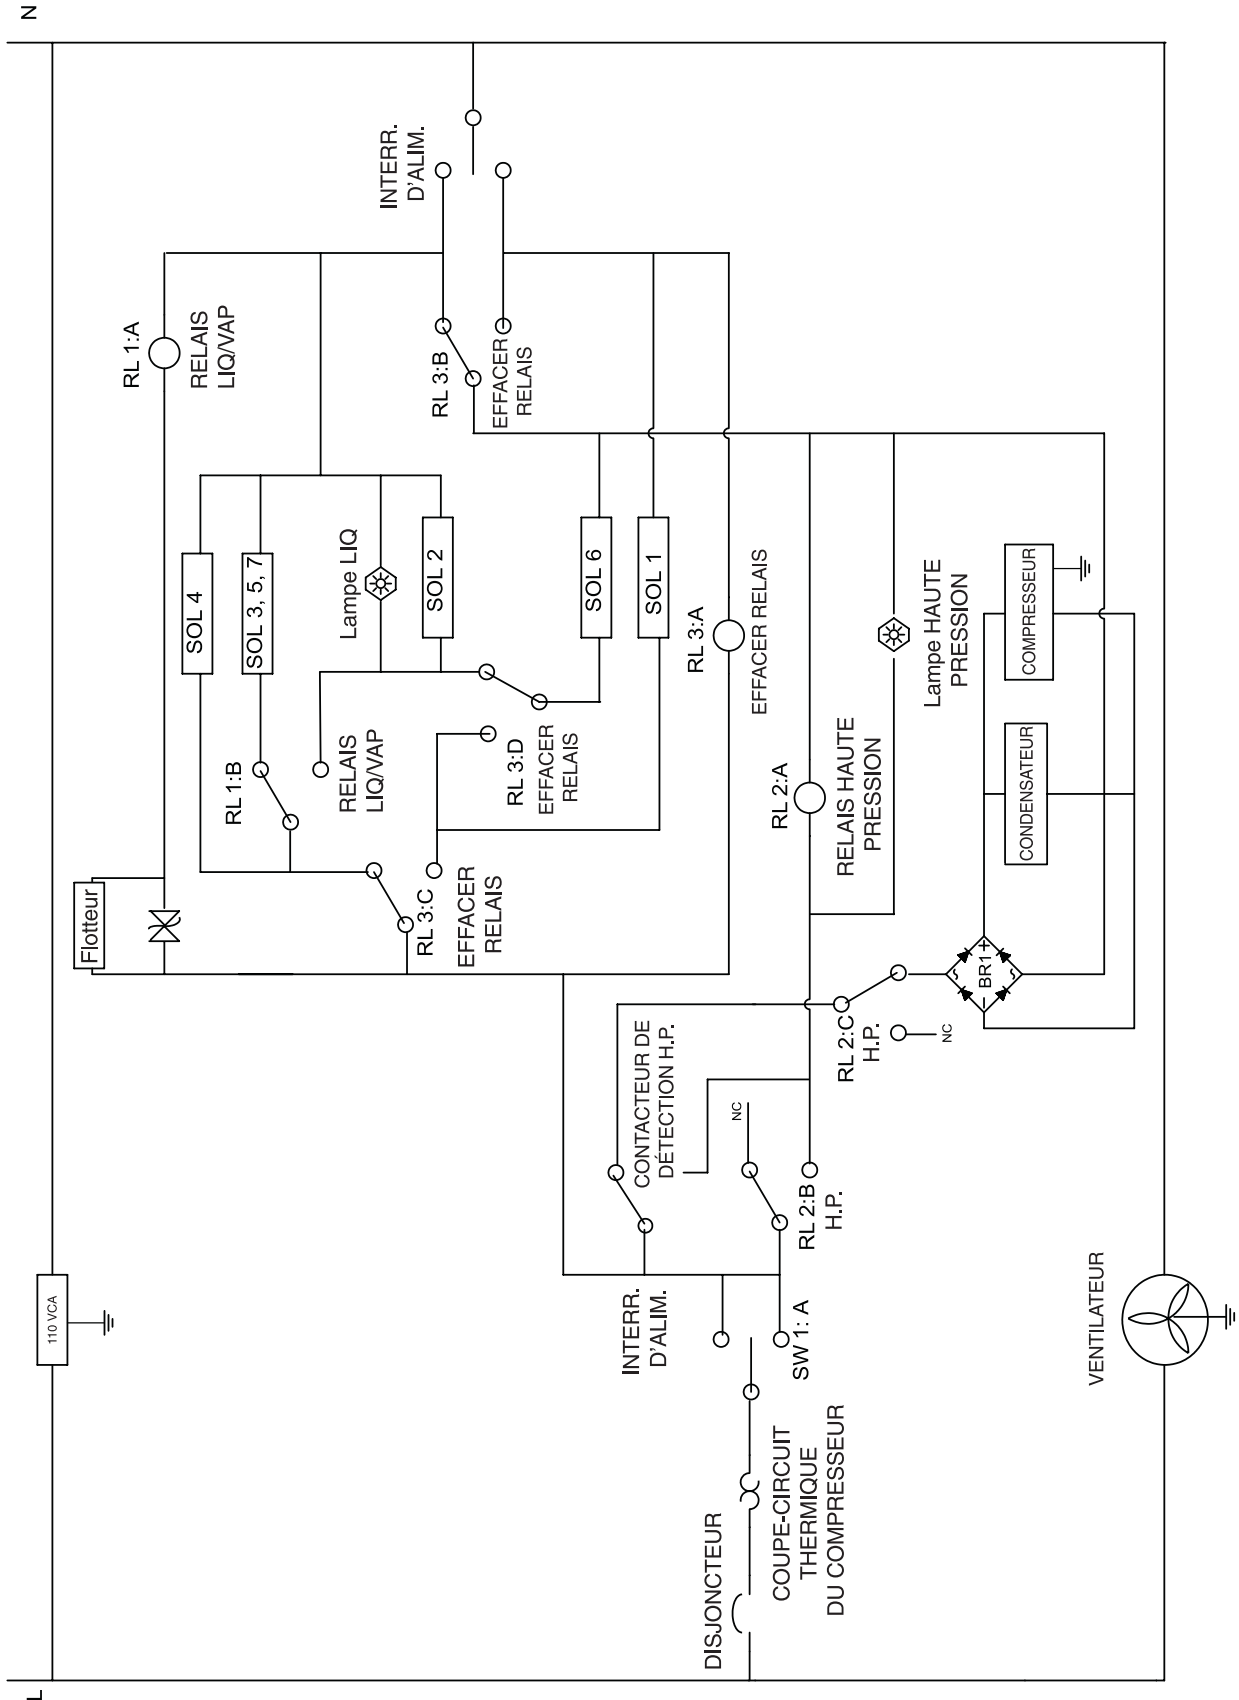 L
N
110 VCA
Flotteur
RL 1:A
RELAIS
LIQ/VAP
SOL 4
SOL 3, 5, 7
RL 1:B
RELAIS
LIQ/VAP
Lampe LIQ
SOL 2
INTERR.
D'ALIM.
RL 3:B
EFFACER
RELAIS
RL 3:C
EFFACER
RELAIS
RL 3:D
EFFACER
RELAIS
SOL 6
SOL 1
RL 3:A
EFFACER RELAIS
INTERR.
D'ALIM.
SW 1: A
CONTACTEUR DE
DÉTECTION H.P.
NC
RL 2:B
H.P.
RL 2:A
RELAIS HAUTE
PRESSION
Lampe HAUTE
PRESSION
DISJONCTEUR
COUPE-CIRCUIT
THERMIQUE
DU COMPRESSEUR
RL 2:C
H.P.
NC
BR1
CONDENSATEUR
COMPRESSEUR
VENTILATEUR